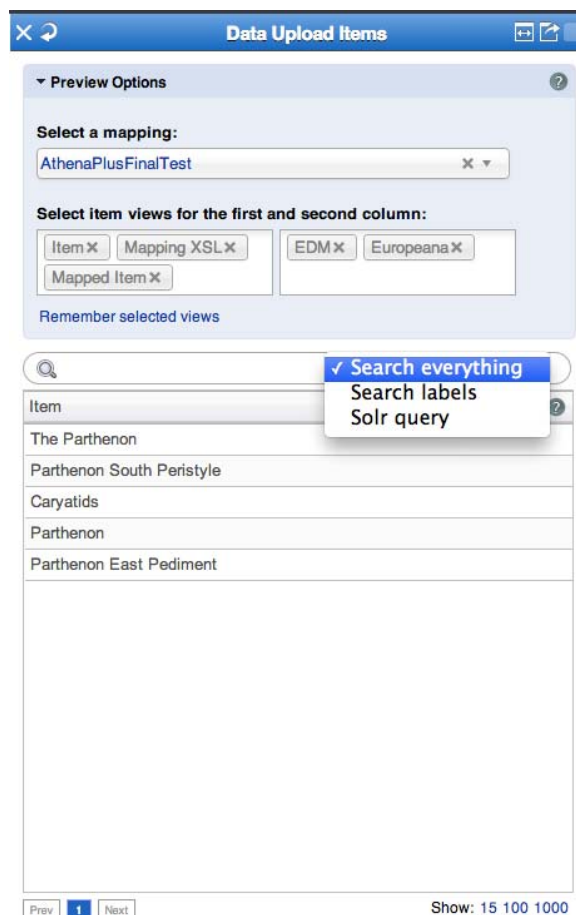 Data Upload Items
Preview Options
Select a mapping:
AthenaPlusFinalTest
Select item views for the first and second column:
Item Mapping XSL EDM Europeana
Mapped Item
Remember selected views
✓ Search everything
Search labels
Solr query
Item
The Parthenon
Parthenon South Peristyle
Caryatids
Parthenon
Parthenon East Pediment
Prev 1 Next Show: 15 100 1000